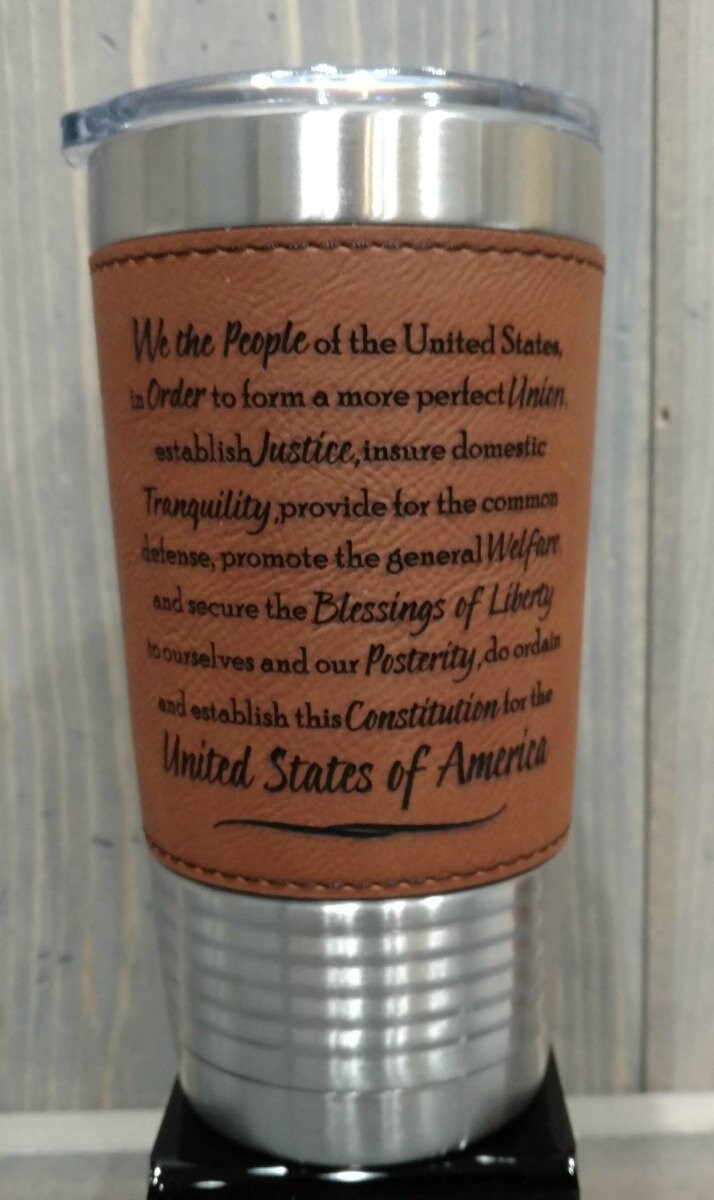 We the People of the United States,
in Order to form a more perfect Union,
establish Justice, insure domestic
Tranquility, provide for the common
defense, promote the general Welfare,
and secure the Blessings of Liberty
to ourselves and our Posterity, do ordain
and establish this Constitution for the
United States of America